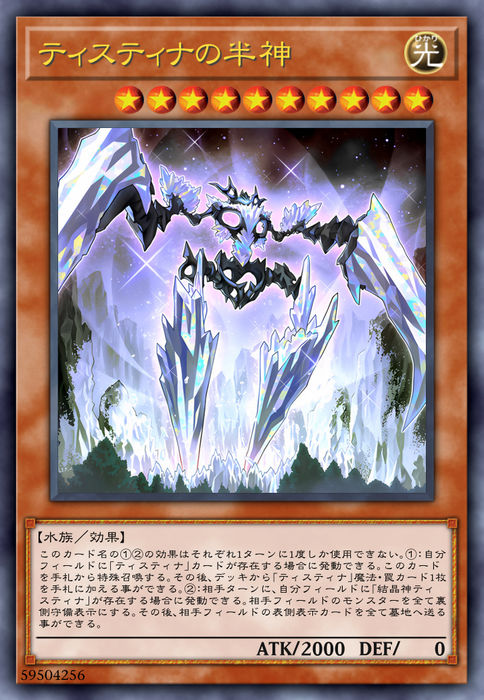 ティスティナの半神
ひかり
光
【水族/効果】
このカード名の①②の効果はそれぞれ1ターンに1度しか使用できない。①:自分
フィールドに「ティスティナ」カードが存在する場合に発動できる。このカード
を手札から特殊召喚する。その後、デッキから「ティスティナ」魔法・罠カード1枚
を手札に加える事ができる。②:相手ターンに、自分フィールドに「結晶神ティ
スティナ」が存在する場合に発動できる。相手フィールドのモンスターを全て裏
側守備表示にする。その後、相手フィールドの表側表示カードを全て墓地へ送る
事ができる。
ATK/2000 DEF/ 0
59504256